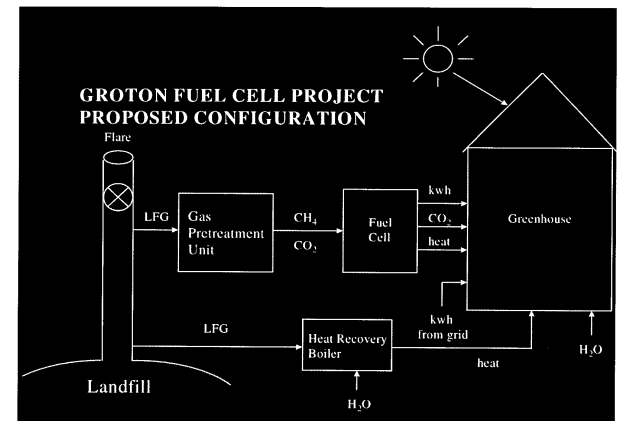 GROTON FUEL CELL PROJECT
PROPOSED CONFIGURATION
Flare
LFG
Gas
Pretreatment
Unit
CH₄
CO₂
Fuel
Cell
kwh
CO₂
heat
Greenhouse
kwh
from grid
LFG
Heat Recovery
Boiler
heat
H₂O
H₂O
Landfill